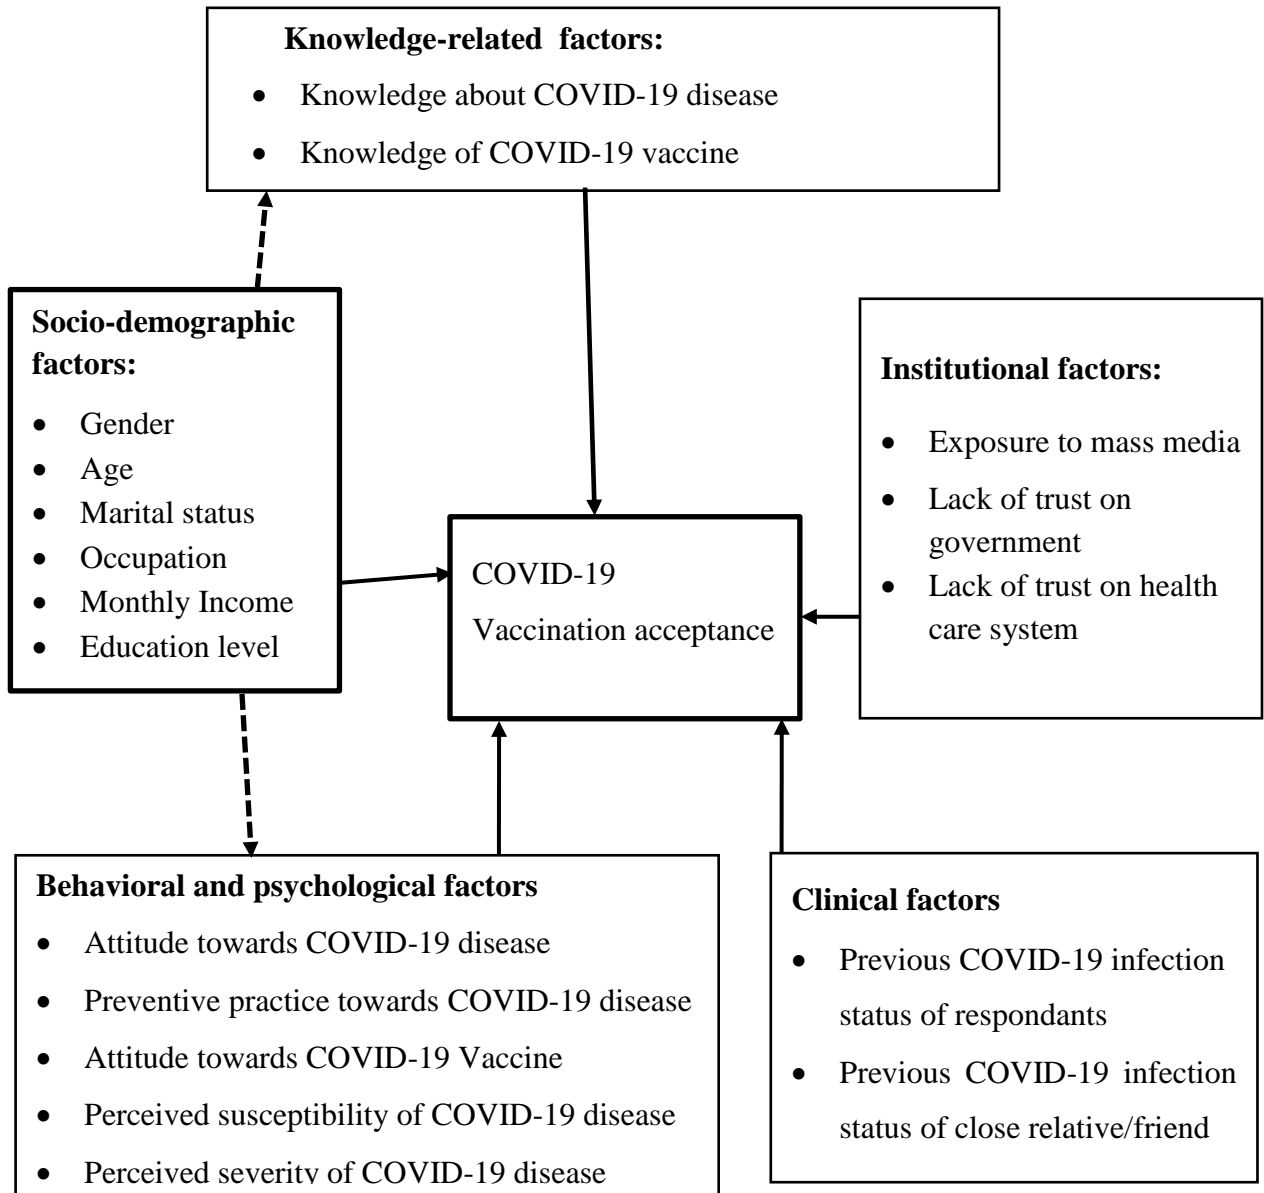 Knowledge-related factors:
• Knowledge about COVID-19 disease
• Knowledge of COVID-19 vaccine
Socio-demographic
factors:
• Gender
• Age
• Marital status
• Occupation
• Monthly Income
• Education level
COVID-19
Vaccination acceptance
Institutional factors:
• Exposure to mass media
• Lack of trust on
government
• Lack of trust on health
care system
Behavioral and psychological factors
• Attitude towards COVID-19 disease
• Preventive practice towards COVID-19 disease
• Attitude towards COVID-19 Vaccine
• Perceived susceptibility of COVID-19 disease
• Perceived severity of COVID-19 disease
Clinical factors
• Previous COVID-19 infection
status of respondants
• Previous COVID-19 infection
status of close relative/friend